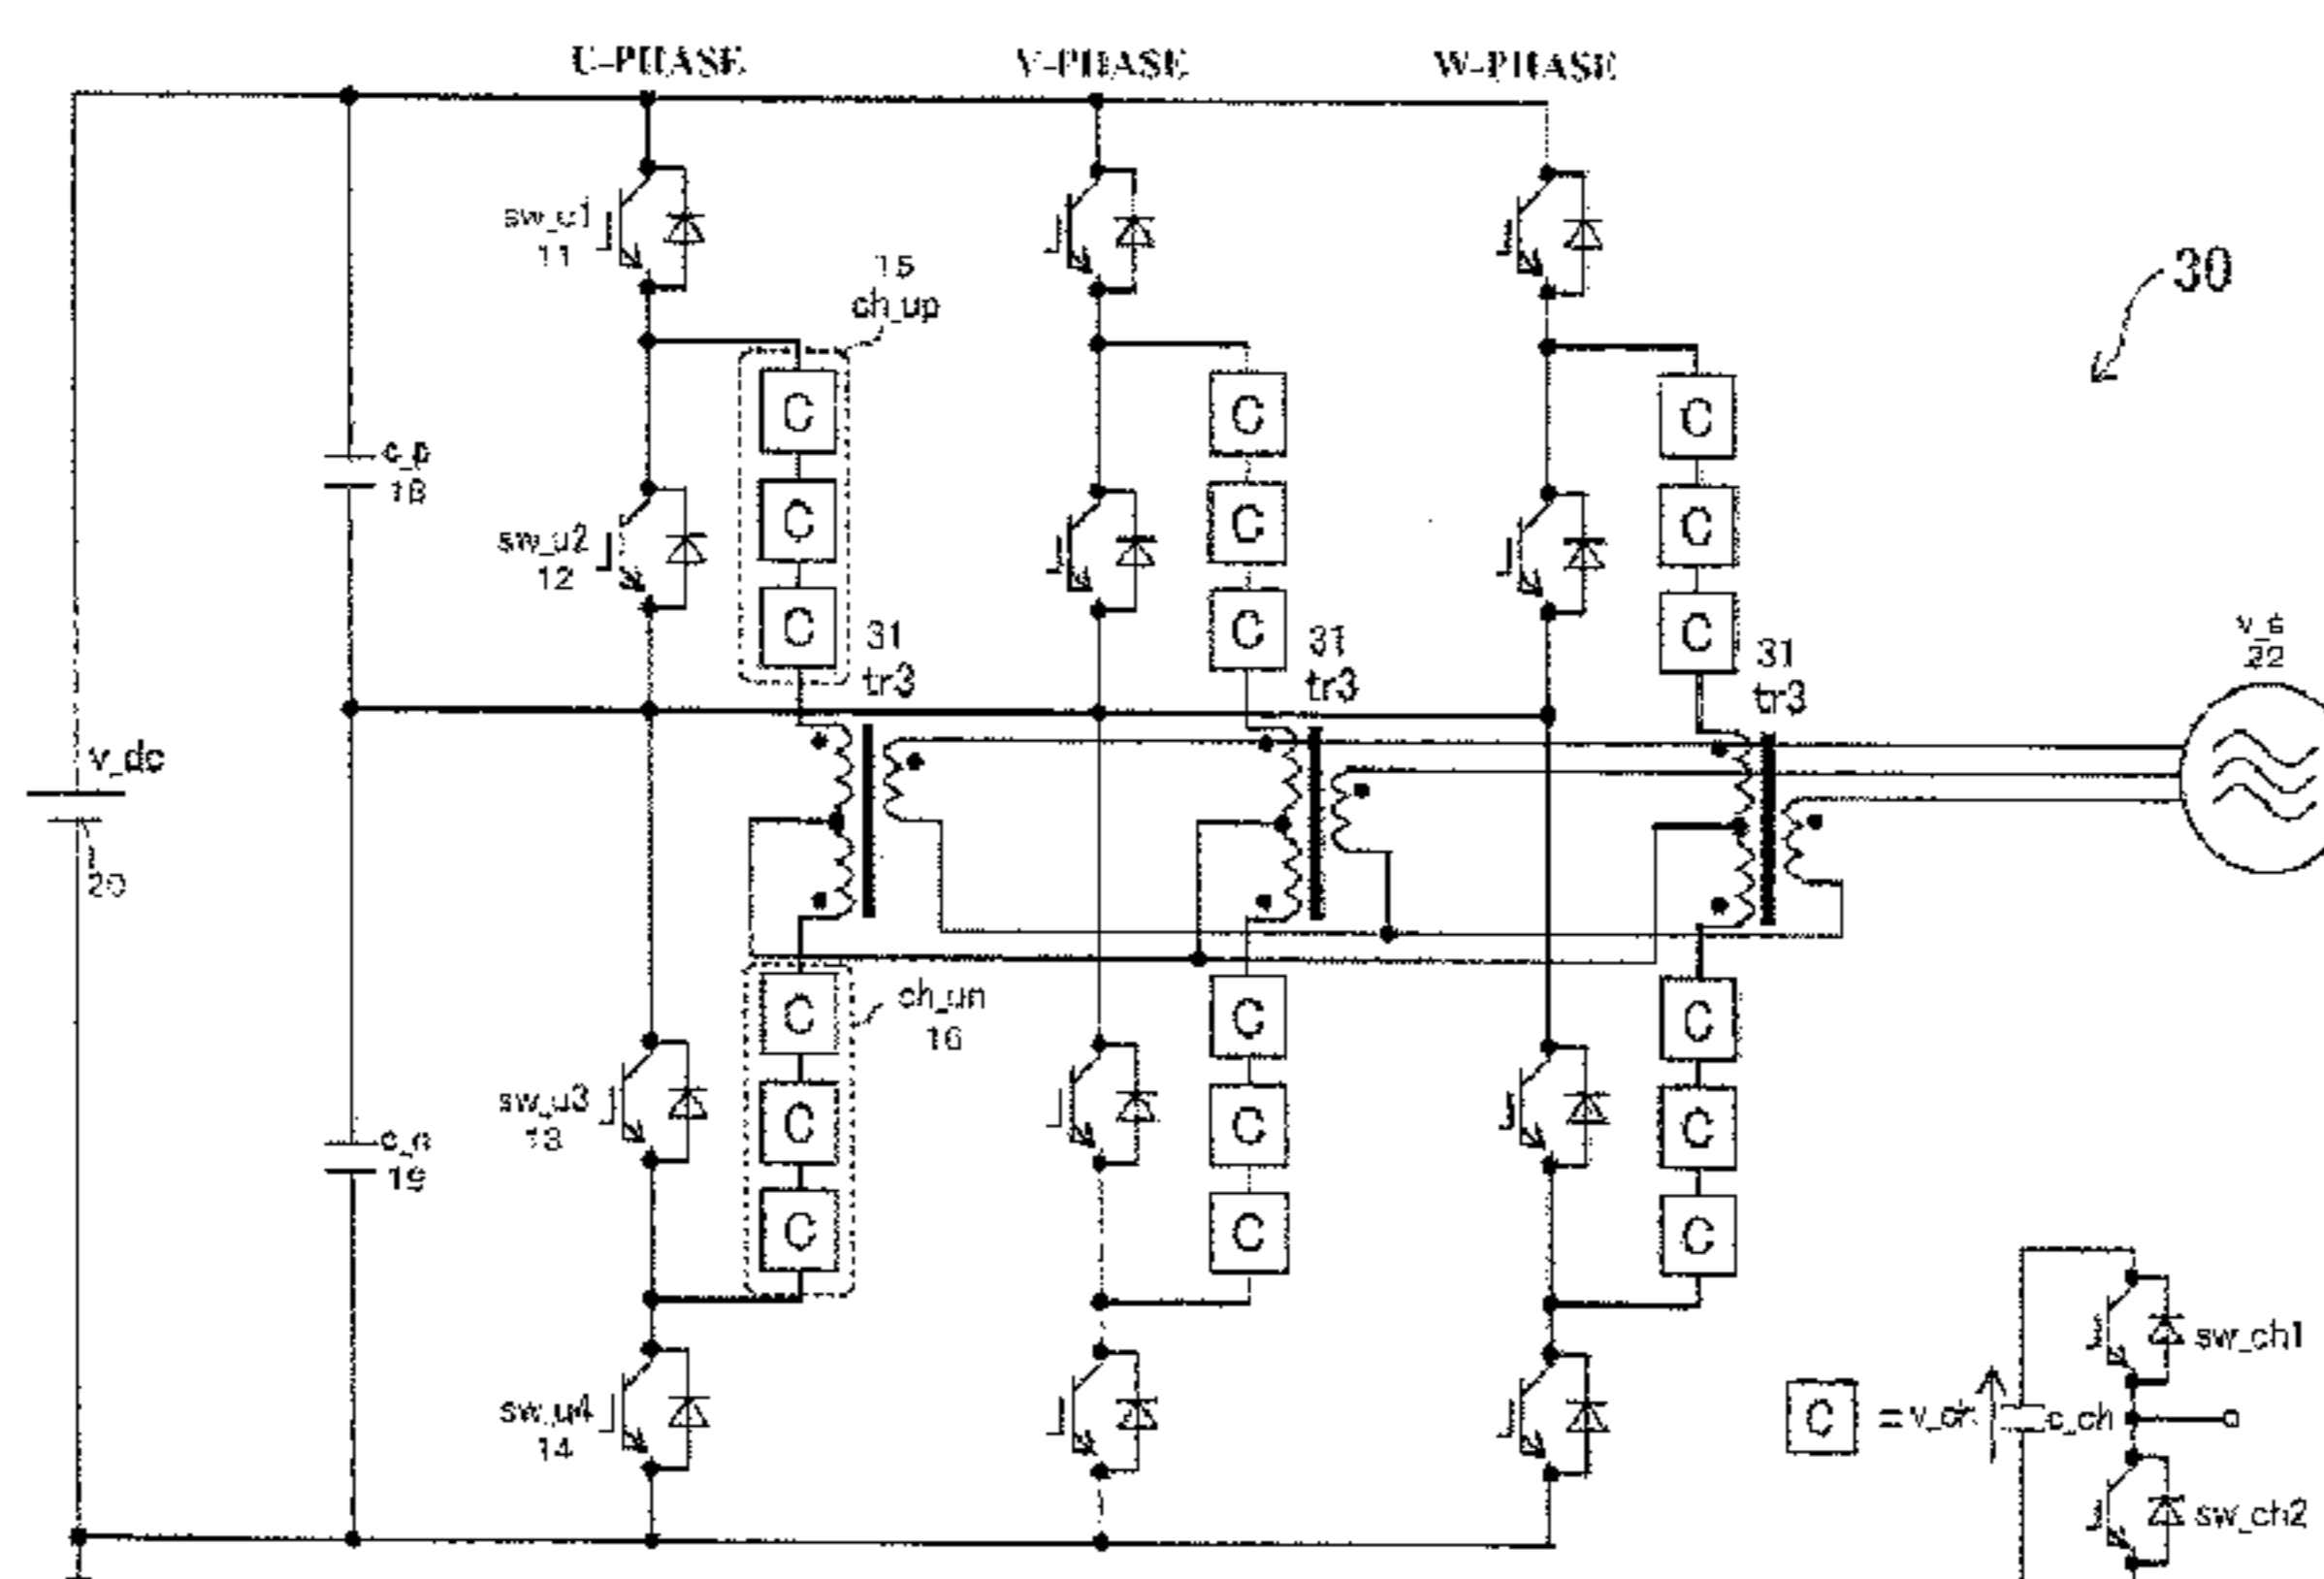 U-PHASE
V-PHASE
W-PHASE
sw_u1
11
15
ch_up
30
C
C
C
C
C
C
C
C
C
c_p
18
sw_u2
12
31
tr3
31
tr3
31
tr3
v_s
22
v_dc
20
ch_un
16
C
C
C
C
C
C
C
C
C
sw_u3
13
c_n
19
sw_u4
14
C = v_ch c_ch
sw_ch1
sw_ch2